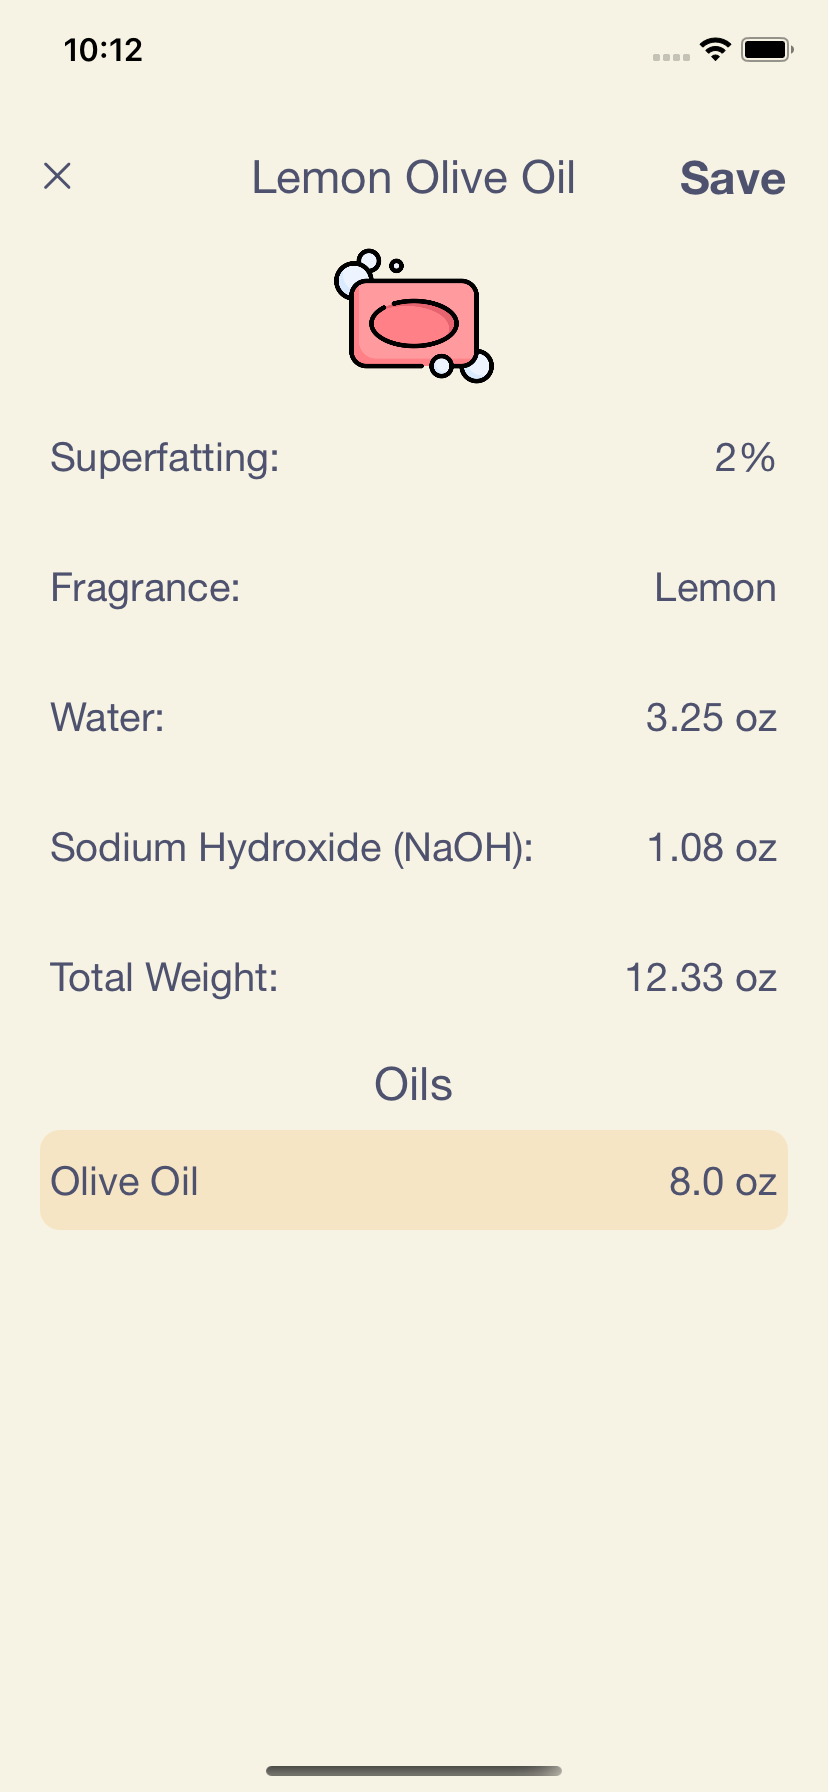 10:12
Lemon Olive Oil Save
Superfatting: 2%
Fragrance: Lemon
Water: 3.25 oz
Sodium Hydroxide (NaOH): 1.08 oz
Total Weight: 12.33 oz
Oils
Olive Oil 8.0 oz